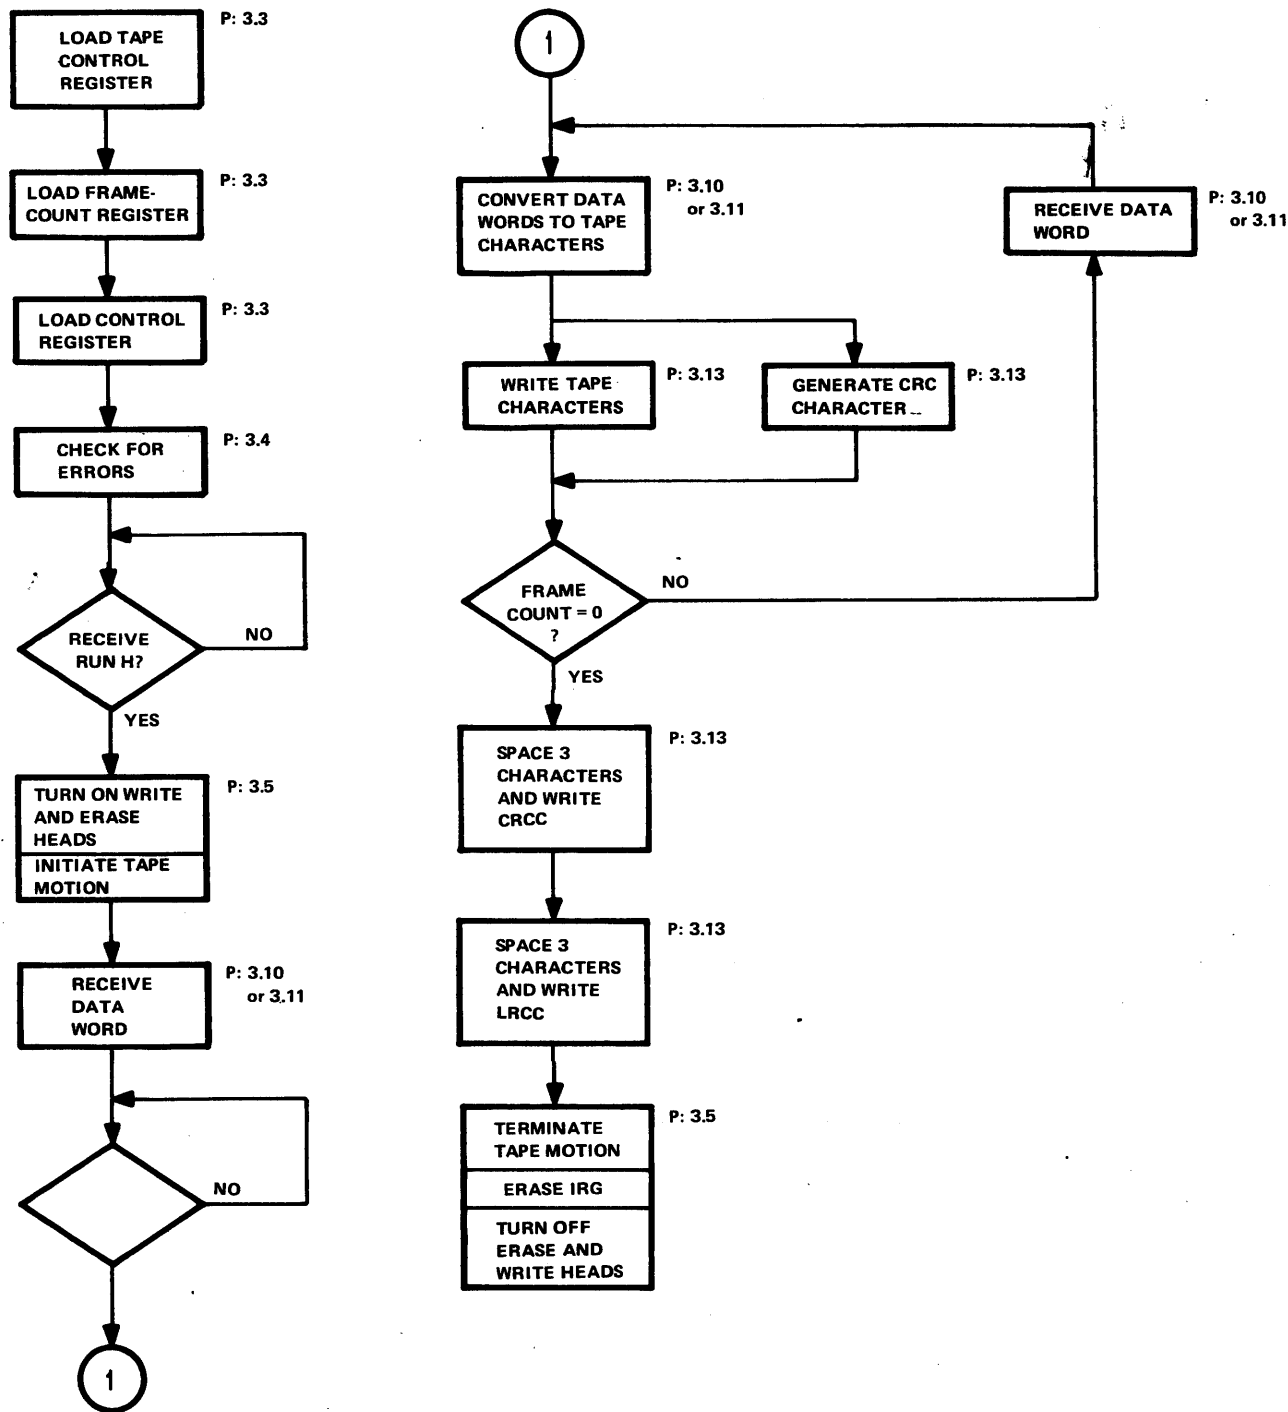 LOAD TAPE
CONTROL
REGISTER
P: 3.3
LOAD FRAME-
COUNT REGISTER
P: 3.3
LOAD CONTROL
REGISTER
P: 3.3
CHECK FOR
ERRORS
P: 3.4
RECEIVE
RUN H?
NO
YES
TURN ON WRITE
AND ERASE
HEADS
INITIATE TAPE
MOTION
P: 3.5
RECEIVE
DATA
WORD
P: 3.10
or 3.11
NO
1
1
CONVERT DATA
WORDS TO TAPE
CHARACTERS
P: 3.10
or 3.11
RECEIVE DATA
WORD
P: 3.10
or 3.11
WRITE TAPE
CHARACTERS
P: 3.13
GENERATE CRC
CHARACTER
P: 3.13
FRAME
COUNT = 0
?
NO
YES
SPACE 3
CHARACTERS
AND WRITE
CRCC
P: 3.13
SPACE 3
CHARACTERS
AND WRITE
LRCC
P: 3.13
TERMINATE
TAPE MOTION
ERASE IRG
TURN OFF
ERASE AND
WRITE HEADS
P: 3.5